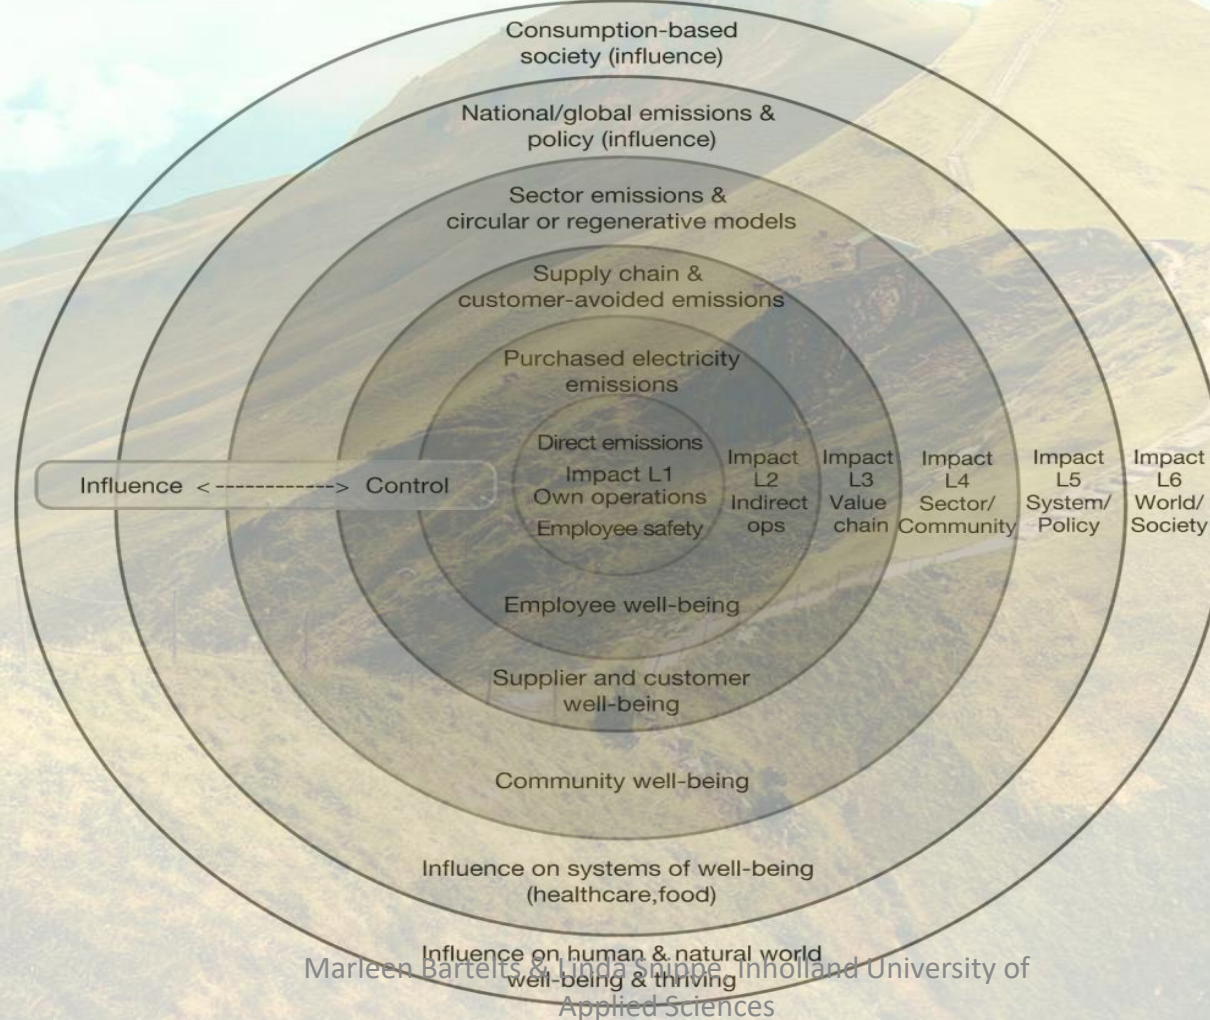 Consumption-based
society (influence)
National/global emissions &
policy (influence)
Sector emissions &
circular or regenerative models
Supply chain &
customer-avoided emissions
Purchased electricity
emissions
Direct emissions
Impact L1
Own operations
Employee safety
Impact
L2
Indirect
ops
Impact
L3
Value
chain
Impact
L4
Sector/
Community
Impact
L5
System/
Policy
Impact
L6
World/
Society
Influence < ------------> Control
Employee well-being
Supplier and customer
well-being
Community well-being
Influence on systems of well-being
(healthcare,food)
Influence on human & natural world
well-being & thriving
Marleen Bartelts & Linda Snippe, Inholland University of
Applied Sciences